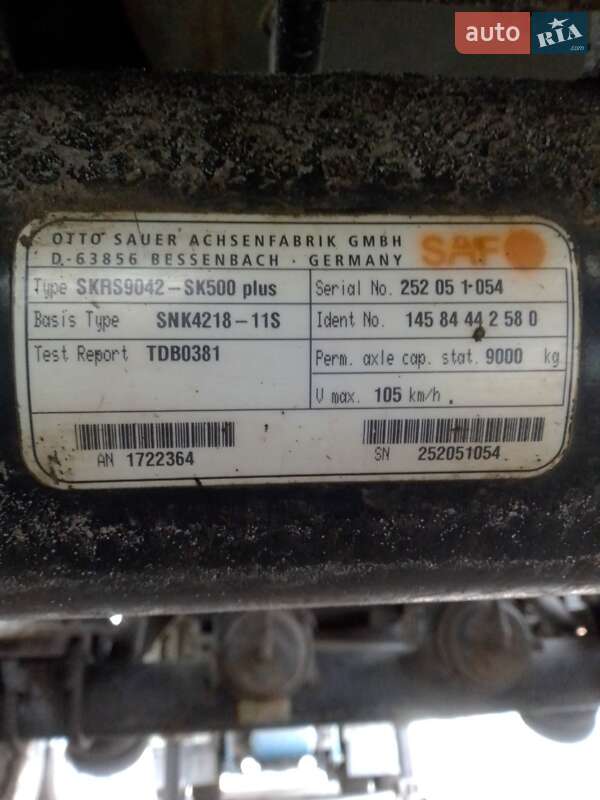 auto RIA .com
OTTO SAUER ACHSENFABRIK GMBH
D-63856 BESSENBACH · GERMANY
SAF
Type SKRS9042-SK500 plus
Serial No. 252 05 1-054
Basis Type SNK4218-11S
Ident No. 145 84 44 2 58 0
Test Report TDB0381
Perm. axle cap. stat. 9000 kg
V max. 105 km/h.
AN 1722364
SN 252051054